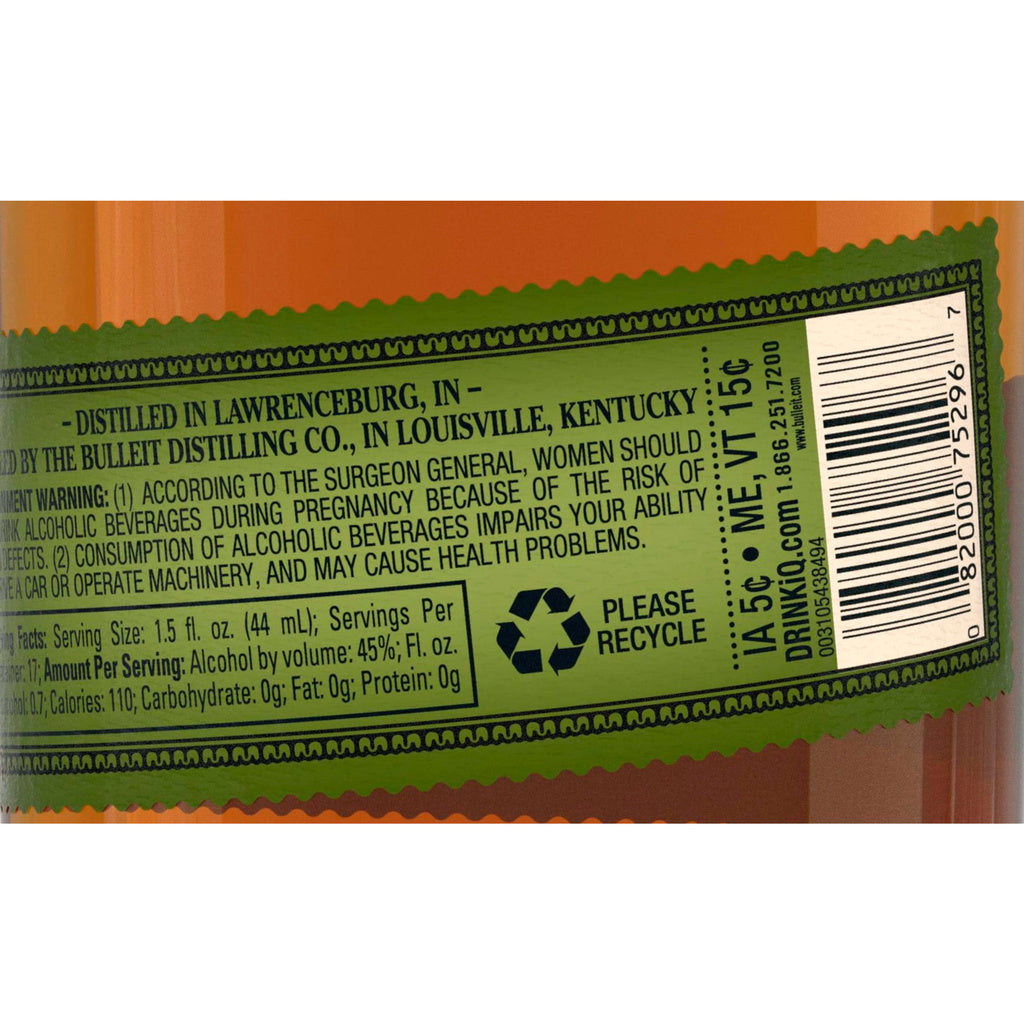 - DISTILLED IN LAWRENCEBURG, IN -
BY THE BULLEIT DISTILLING CO., IN LOUISVILLE, KENTUCKY
WARNING: (1) ACCORDING TO THE SURGEON GENERAL, WOMEN SHOULD
ALCOHOLIC BEVERAGES DURING PREGNANCY BECAUSE OF THE RISK OF
DEFECTS. (2) CONSUMPTION OF ALCOHOLIC BEVERAGES IMPAIRS YOUR ABILITY
A CAR OR OPERATE MACHINERY, AND MAY CAUSE HEALTH PROBLEMS.
Facts: Serving Size: 1.5 fl. oz. (44 mL); Servings Per
17; Amount Per Serving: Alcohol by volume: 45%; Fl. oz.
0.7; Calories: 110; Carbohydrate: 0g; Fat: 0g; Protein: 0g
PLEASE
RECYCLE
IA 5¢ • ME, VT 15¢
DRINKiQ.com 1.866.251.7200
www.bulleit.com
00310543​8494
0 82000 75296 7